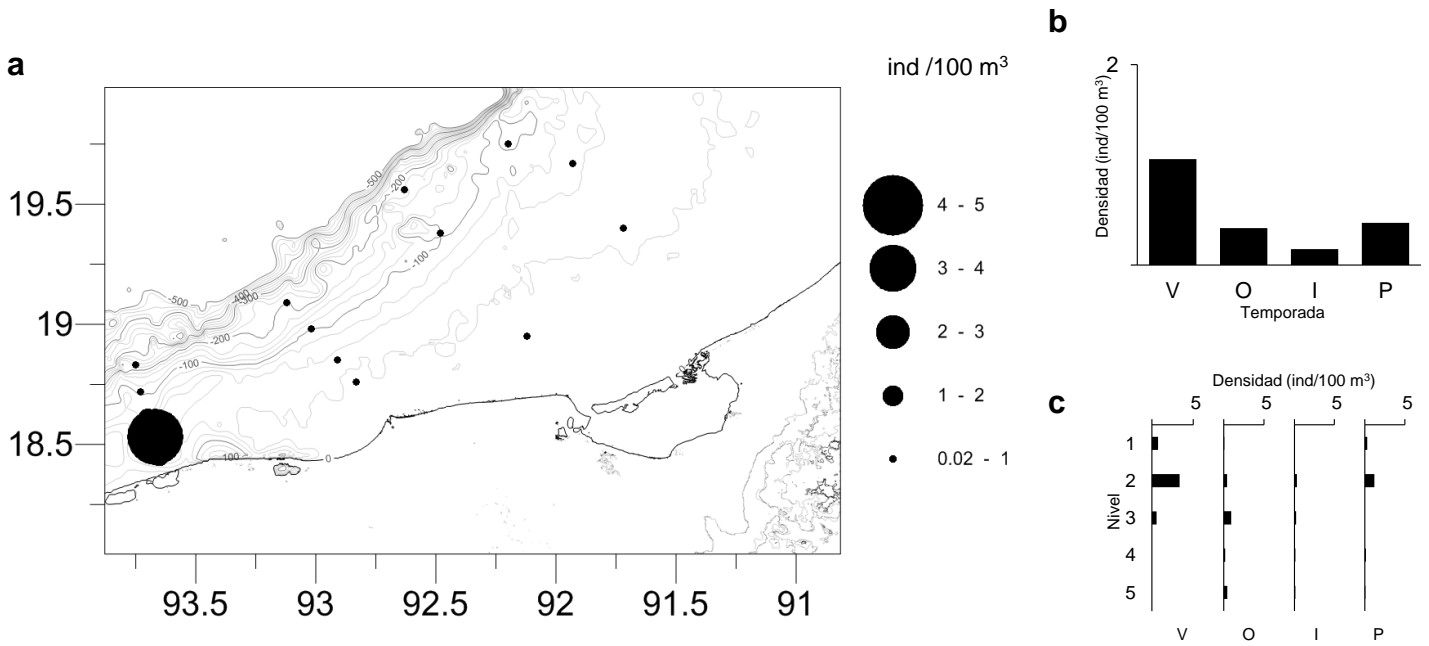 a
ind /100 m³
-500
-200
-100
-500
-400
-300
-200
-100
-100
0
19.5
19
18.5
93.5
93
92.5
92
91.5
91
4 - 5
3 - 4
2 - 3
1 - 2
0.02 - 1
b
2
Densidad (ind/100 m³)
V O I P
Temporada
c
Densidad (ind/100 m³)
5 5 5 5
Nivel
1
2
3
4
5
V O I P